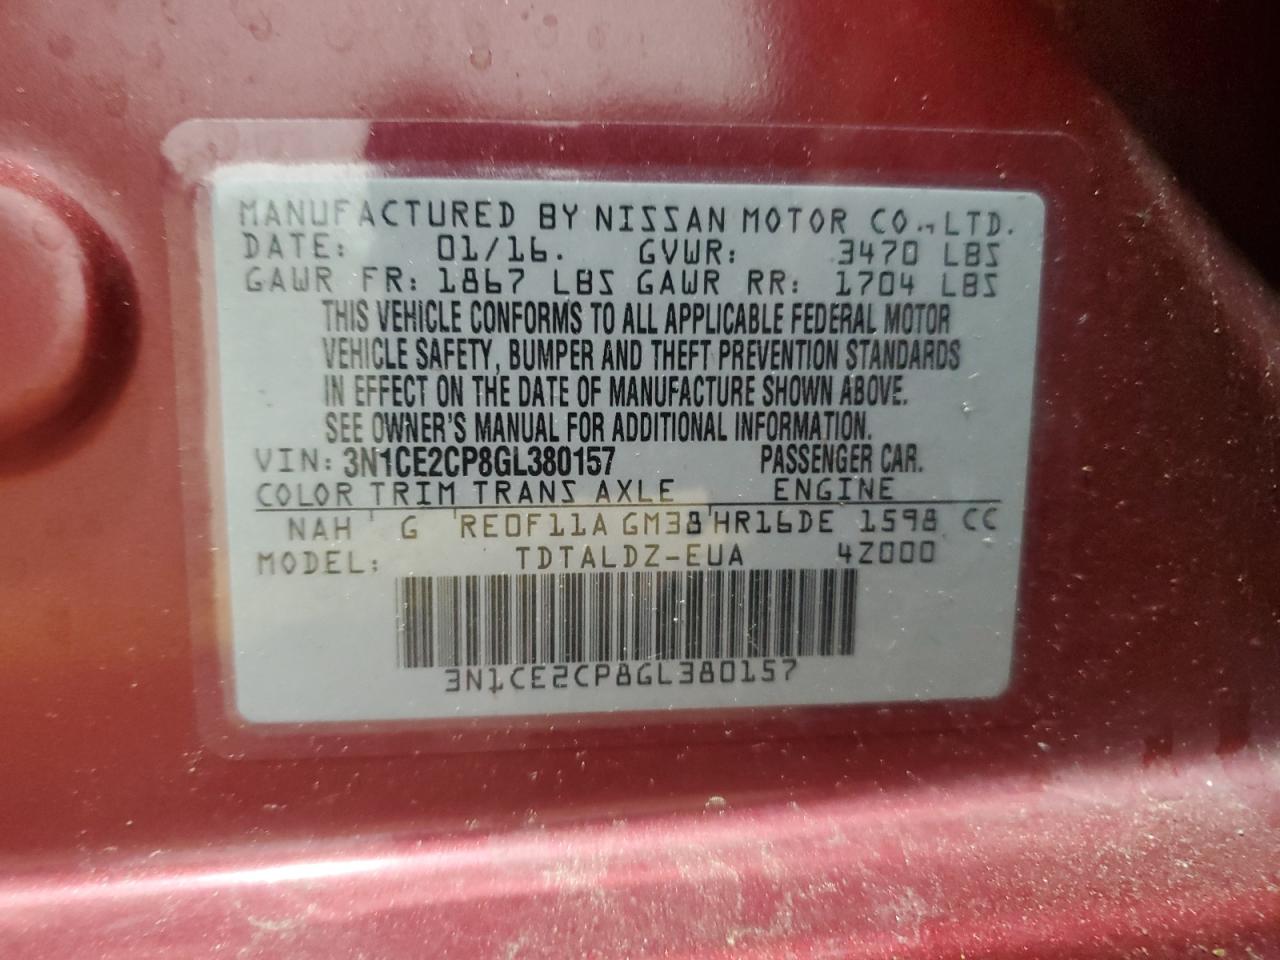 MANUFACTURED BY NISSAN MOTOR CO., LTD.
DATE: 01/16. GVWR: 3470 LBS
GAWR FR: 1867 LBS GAWR RR: 1704 LBS
THIS VEHICLE CONFORMS TO ALL APPLICABLE FEDERAL MOTOR
VEHICLE SAFETY, BUMPER AND THEFT PREVENTION STANDARDS
IN EFFECT ON THE DATE OF MANUFACTURE SHOWN ABOVE.
SEE OWNER'S MANUAL FOR ADDITIONAL INFORMATION.
VIN: 3N1CE2CP8GL380157 PASSENGER CAR.
COLOR TRIM TRANS AXLE ENGINE
NAH G RE0F11A GM38 HR16DE 1598 CC
MODEL: TDTALDZ-EUA 4Z000
3N1CE2CP8GL380157